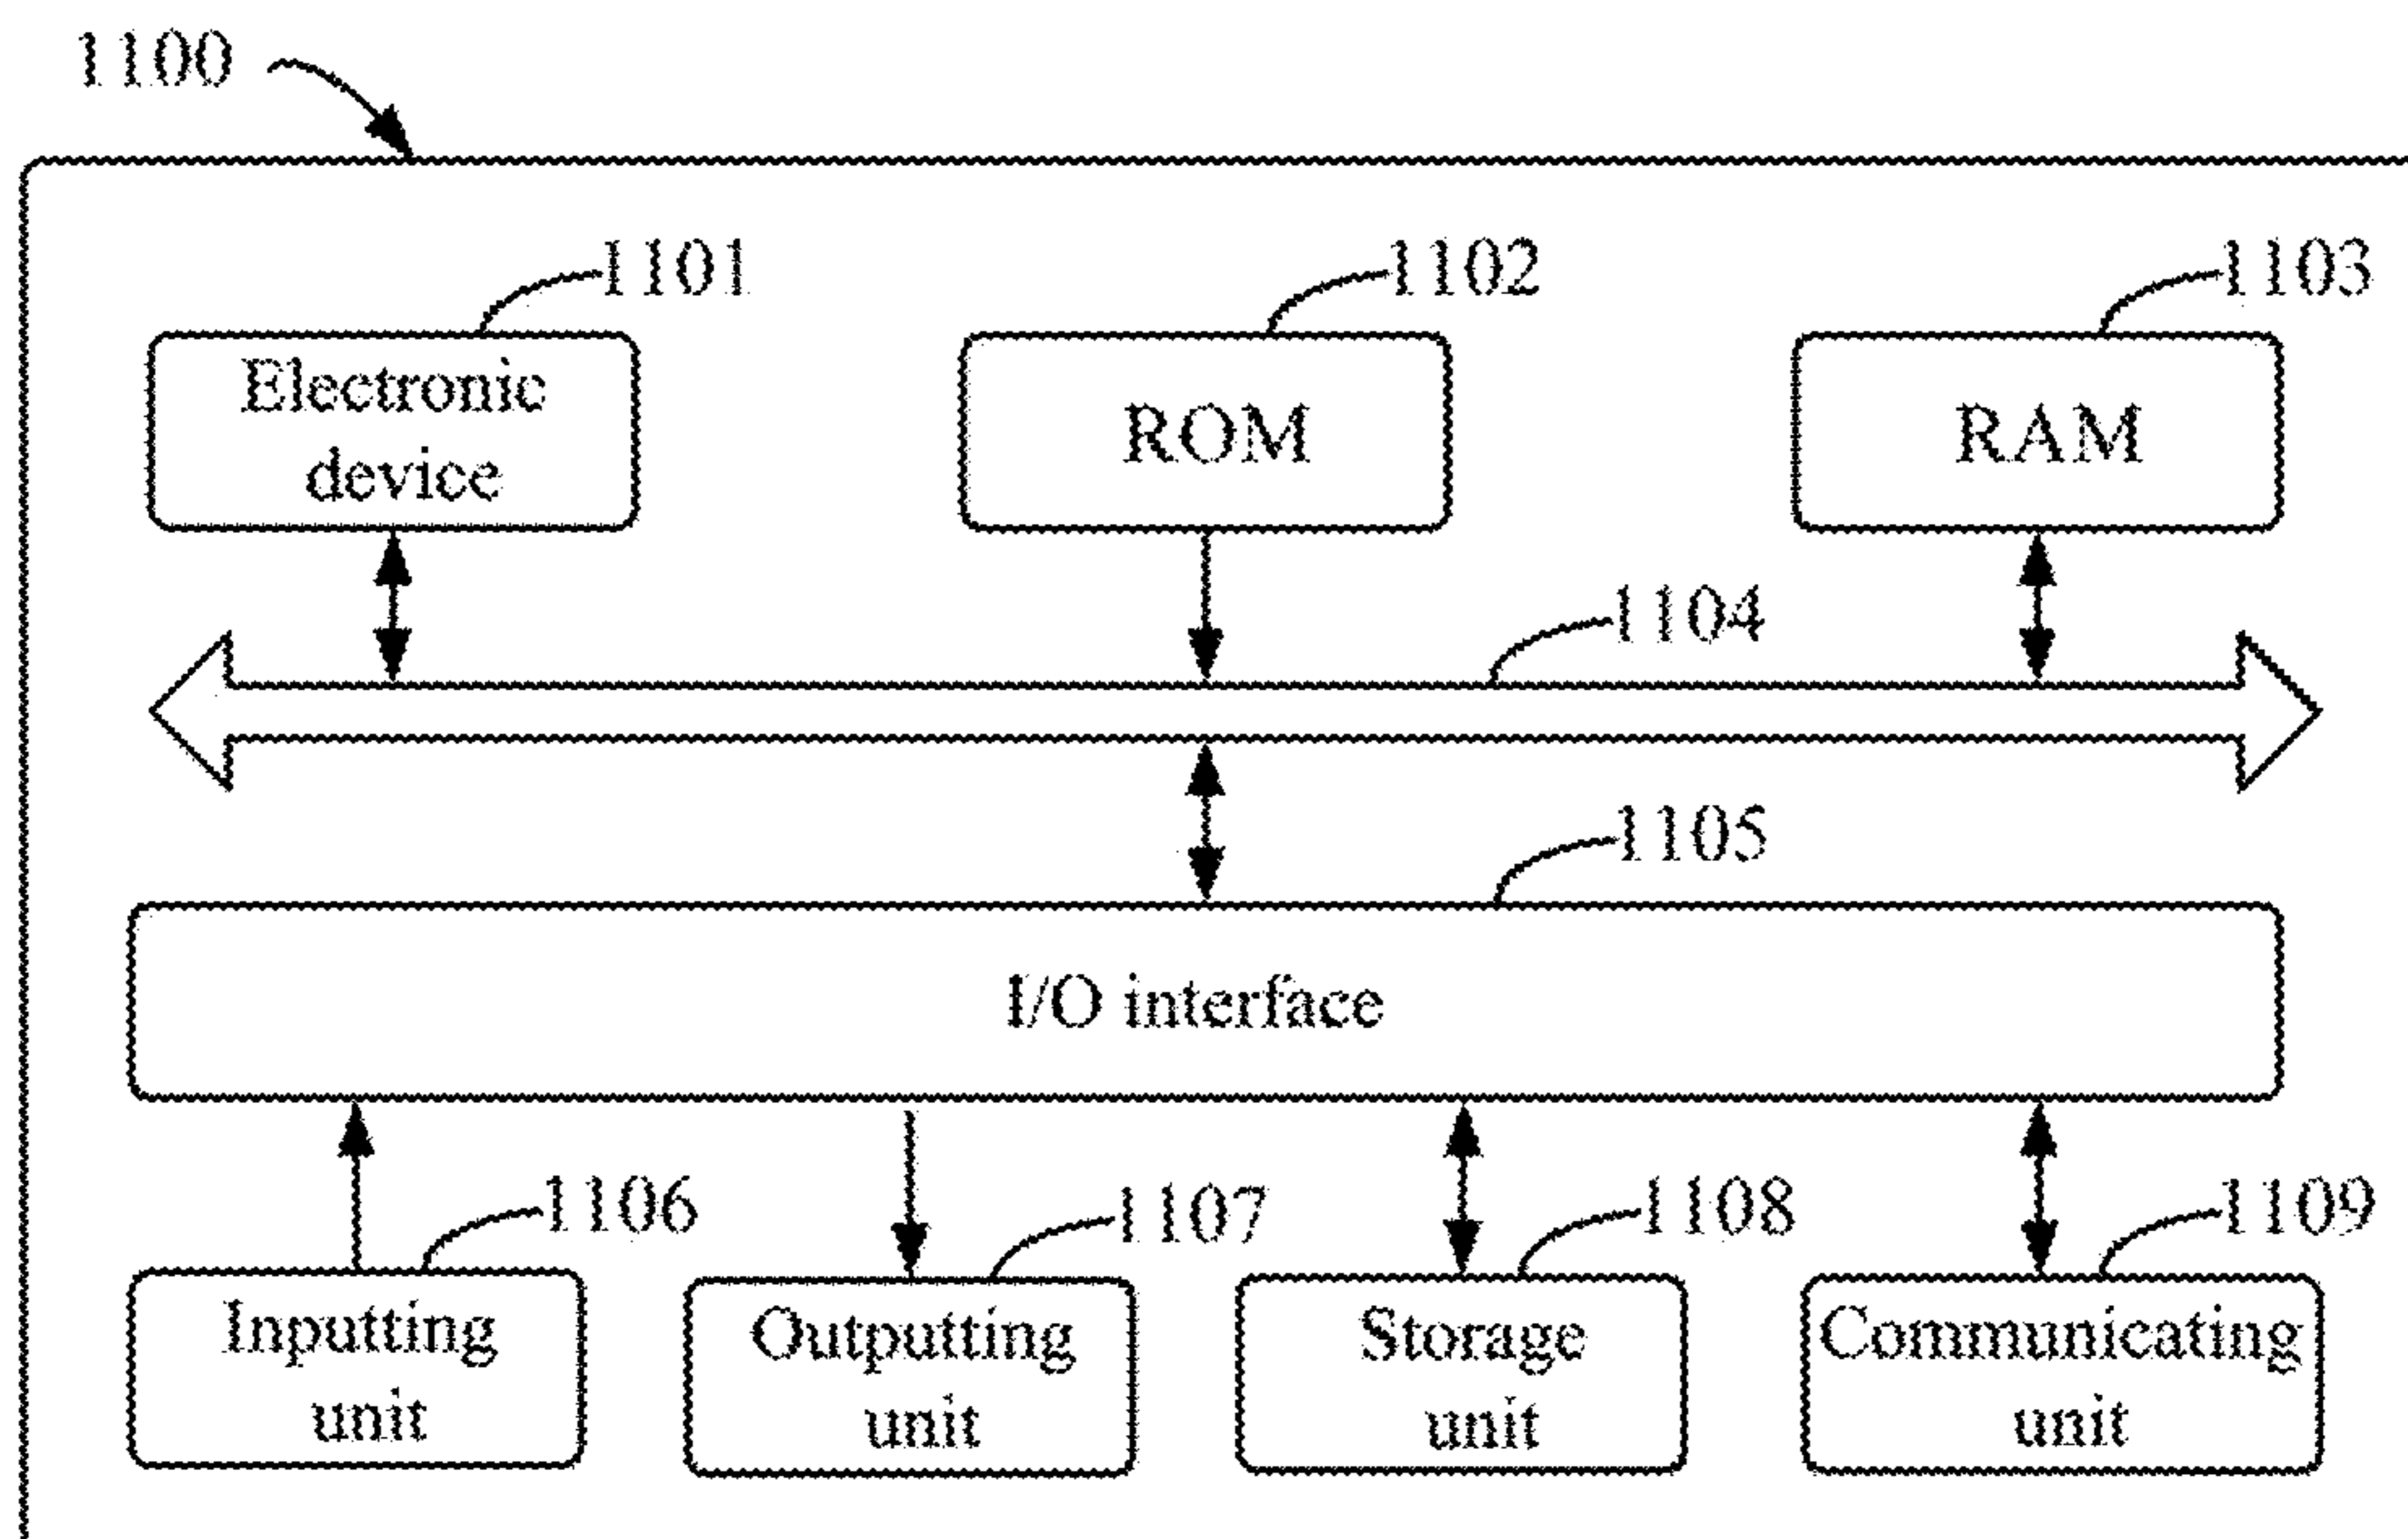 1100
1101
1102
1103
Electronic
device
ROM
RAM
1104
1105
I/O interface
1106
1107
1108
1109
Inputting
unit
Outputting
unit
Storage
unit
Communicating
unit